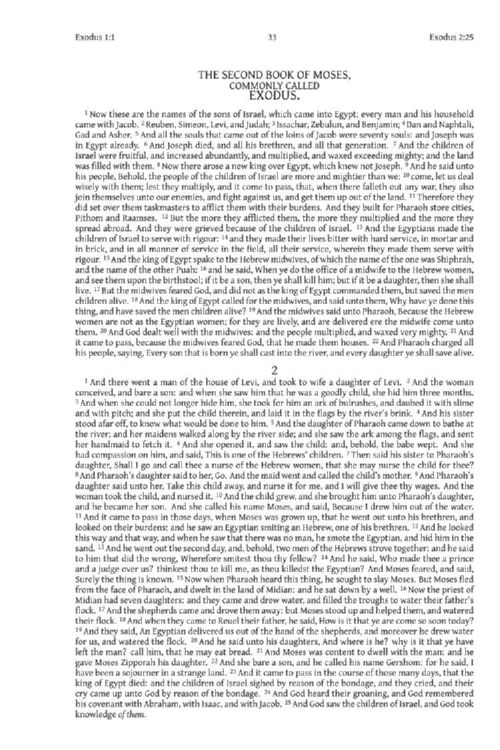 Exodus 1:1 33 Exodus 2:25
THE SECOND BOOK OF MOSES,
COMMONLY CALLED
EXODUS.
1 Now these are the names of the sons of Israel, which came into Egypt: every man and his household
came with Jacob. 2 Reuben, Simeon, Levi, and Judah; 3 Issachar, Zebulun, and Benjamin; 4 Dan and Naphtali,
Gad and Asher. 5 And all the souls that came out of the loins of Jacob were seventy souls: and Joseph was
in Egypt already. 6 And Joseph died, and all his brethren, and all that generation. 7 And the children of
Israel were fruitful, and increased abundantly, and multiplied, and waxed exceeding mighty; and the land
was filled with them. 8 Now there arose a new king over Egypt, which knew not Joseph. 9 And he said unto
his people, Behold, the people of the children of Israel are more and mightier than we: 10 come, let us deal
wisely with them; lest they multiply, and it come to pass, that, when there falleth out any war, they also
join themselves unto our enemies, and fight against us, and get them up out of the land. 11 Therefore they
did set over them taskmasters to afflict them with their burdens. And they built for Pharaoh store cities,
Pithom and Raamses. 12 But the more they afflicted them, the more they multiplied and the more they
spread abroad. And they were grieved because of the children of Israel. 13 And the Egyptians made the
children of Israel to serve with rigour: 14 and they made their lives bitter with hard service, in mortar and
in brick, and in all manner of service in the field, all their service, wherein they made them serve with
rigour. 15 And the king of Egypt spake to the Hebrew midwives, of which the name of the one was Shiphrah,
and the name of the other Puah: 16 and he said, When ye do the office of a midwife to the Hebrew women,
and see them upon the birthstool; if it be a son, then ye shall kill him; but if it be a daughter, then she shall
live. 17 But the midwives feared God, and did not as the king of Egypt commanded them, but saved the men
children alive. 18 And the king of Egypt called for the midwives, and said unto them, Why have ye done this
thing, and have saved the men children alive? 19 And the midwives said unto Pharaoh, Because the Hebrew
women are not as the Egyptian women; for they are lively, and are delivered ere the midwife come unto
them. 20 And God dealt well with the midwives: and the people multiplied, and waxed very mighty. 21 And
it came to pass, because the midwives feared God, that he made them houses. 22 And Pharaoh charged all
his people, saying, Every son that is born ye shall cast into the river, and every daughter ye shall save alive.
2
1 And there went a man of the house of Levi, and took to wife a daughter of Levi. 2 And the woman
conceived, and bare a son: and when she saw him that he was a goodly child, she hid him three months.
3 And when she could not longer hide him, she took for him an ark of bulrushes, and daubed it with slime
and with pitch; and she put the child therein, and laid it in the flags by the river's brink. 4 And his sister
stood afar off, to know what would be done to him. 5 And the daughter of Pharaoh came down to bathe at
the river; and her maidens walked along by the river side; and she saw the ark among the flags, and sent
her handmaid to fetch it. 6 And she opened it, and saw the child: and, behold, the babe wept. And she
had compassion on him, and said, This is one of the Hebrews' children. 7 Then said his sister to Pharaoh's
daughter, Shall I go and call thee a nurse of the Hebrew women, that she may nurse the child for thee?
8 And Pharaoh's daughter said to her, Go. And the maid went and called the child's mother. 9 And Pharaoh's
daughter said unto her, Take this child away, and nurse it for me, and I will give thee thy wages. And the
woman took the child, and nursed it. 10 And the child grew, and she brought him unto Pharaoh's daughter,
and he became her son. And she called his name Moses, and said, Because I drew him out of the water.
11 And it came to pass in those days, when Moses was grown up, that he went out unto his brethren, and
looked on their burdens: and he saw an Egyptian smiting an Hebrew, one of his brethren. 12 And he looked
this way and that way, and when he saw that there was no man, he smote the Egyptian, and hid him in the
sand. 13 And he went out the second day, and, behold, two men of the Hebrews strove together: and he said
to him that did the wrong, Wherefore smitest thou thy fellow? 14 And he said, Who made thee a prince
and a judge over us? thinkest thou to kill me, as thou killedst the Egyptian? And Moses feared, and said,
Surely the thing is known. 15 Now when Pharaoh heard this thing, he sought to slay Moses. But Moses fled
from the face of Pharaoh, and dwelt in the land of Midian: and he sat down by a well. 16 Now the priest of
Midian had seven daughters: and they came and drew water, and filled the troughs to water their father's
flock. 17 And the shepherds came and drove them away: but Moses stood up and helped them, and watered
their flock. 18 And when they came to Reuel their father, he said, How is it that ye are come so soon today?
19 And they said, An Egyptian delivered us out of the hand of the shepherds, and moreover he drew water
for us, and watered the flock. 20 And he said unto his daughters, And where is he? why is it that ye have
left the man? call him, that he may eat bread. 21 And Moses was content to dwell with the man: and he
gave Moses Zipporah his daughter. 22 And she bare a son, and he called his name Gershom: for he said, I
have been a sojourner in a strange land. 23 And it came to pass in the course of those many days, that the
king of Egypt died: and the children of Israel sighed by reason of the bondage, and they cried, and their
cry came up unto God by reason of the bondage. 24 And God heard their groaning, and God remembered
his covenant with Abraham, with Isaac, and with Jacob. 25 And God saw the children of Israel, and God took
knowledge of them.